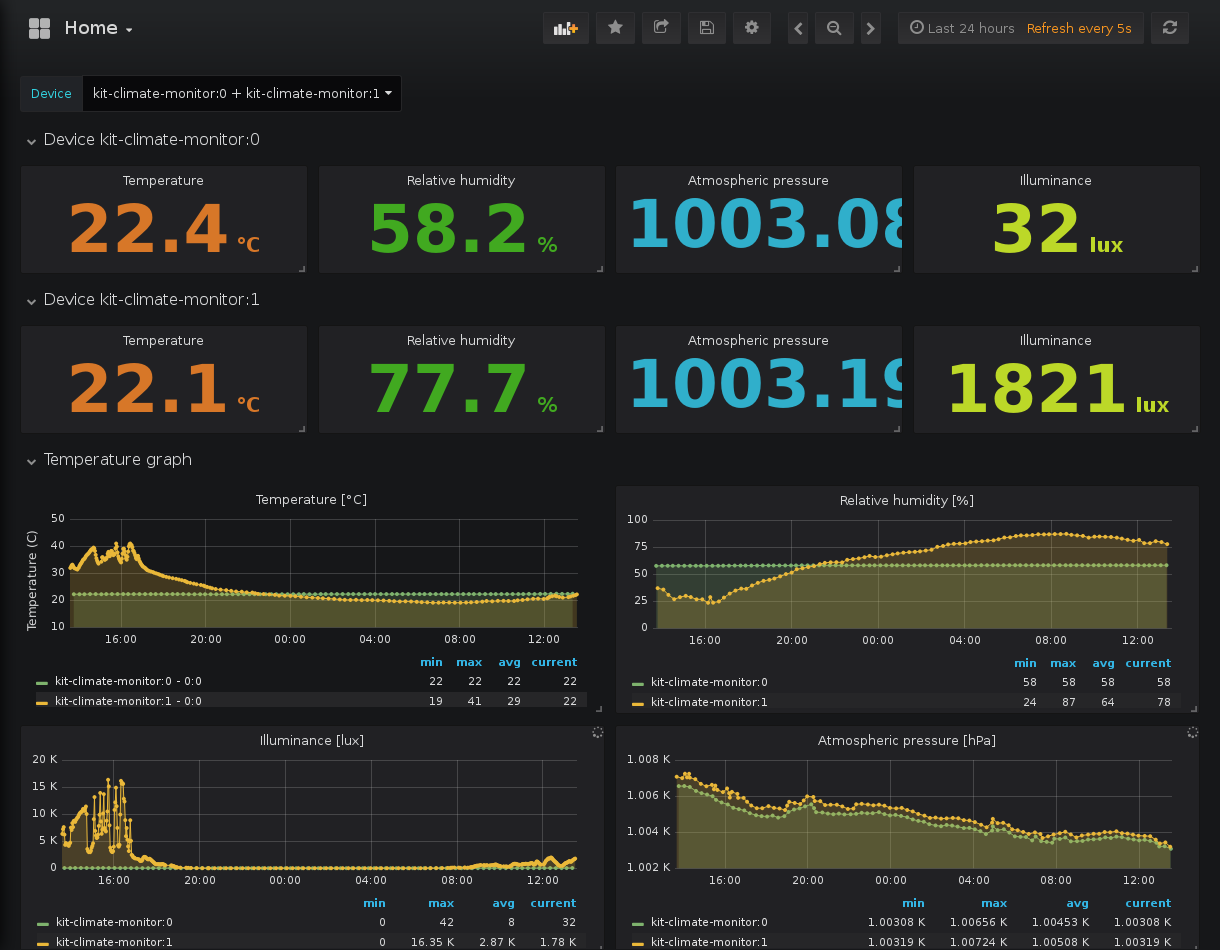 Home
Last 24 hours Refresh every 5s
Device kit-climate-monitor:0 + kit-climate-monitor:1
Device kit-climate-monitor:0
Temperature Relative humidity Atmospheric pressure Illuminance
22.4 °C 58.2 % 1003.08 32 lux
Device kit-climate-monitor:1
Temperature Relative humidity Atmospheric pressure Illuminance
22.1 °C 77.7 % 1003.19 1821 lux
Temperature graph
Temperature [°C]
Temperature (C)
50
40
30
20
10
16:00 20:00 00:00 04:00 08:00 12:00
min max avg current
kit-climate-monitor:0 - 0:0 22 22 22 22
kit-climate-monitor:1 - 0:0 19 41 29 22
Relative humidity [%]
100
75
50
25
0
16:00 20:00 00:00 04:00 08:00 12:00
min max avg current
kit-climate-monitor:0 58 58 58 58
kit-climate-monitor:1 24 87 64 78
Illuminance [lux]
20 K
15 K
10 K
5 K
0
16:00 20:00 00:00 04:00 08:00 12:00
min max avg current
kit-climate-monitor:0 0 42 8 32
kit-climate-monitor:1 0 16.35 K 2.87 K 1.78 K
Atmospheric pressure [hPa]
1.008 K
1.006 K
1.004 K
1.002 K
16:00 20:00 00:00 04:00 08:00 12:00
min max avg current
kit-climate-monitor:0 1.00308 K 1.00656 K 1.00453 K 1.00308 K
kit-climate-monitor:1 1.00319 K 1.00724 K 1.00508 K 1.00319 K